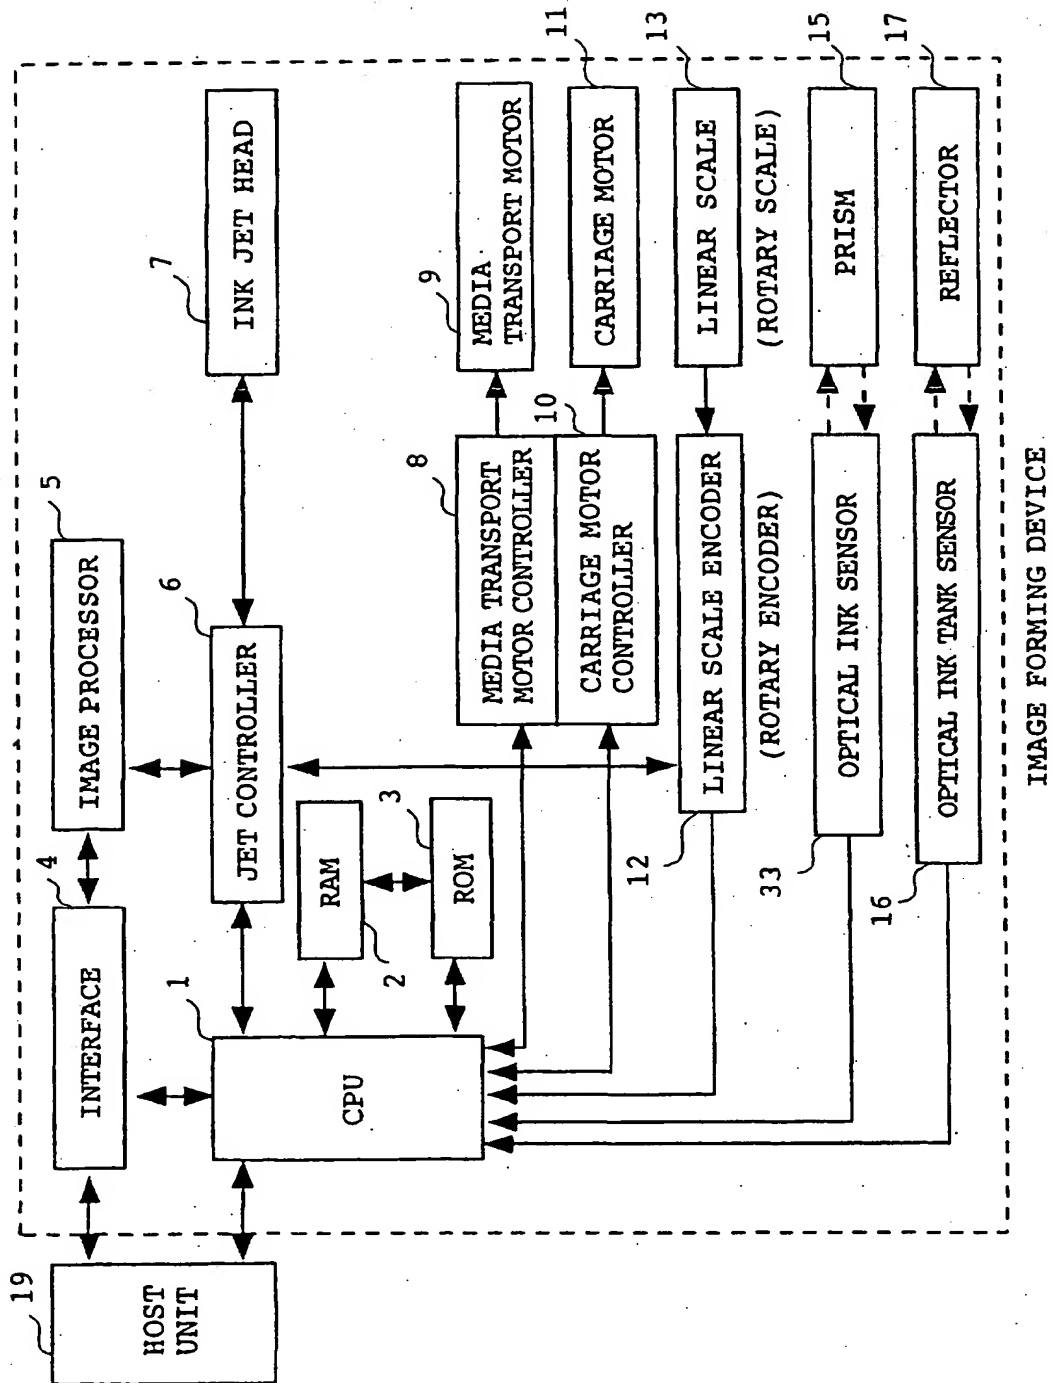 19
HOST
UNIT
4
INTERFACE
5
IMAGE PROCESSOR
1
CPU
6
JET CONTROLLER
7
INK JET HEAD
2
RAM
3
ROM
8
MEDIA TRANSPORT
MOTOR CONTROLLER
9
MEDIA
TRANSPORT MOTOR
10
CARRIAGE MOTOR
CONTROLLER
11
CARRIAGE MOTOR
12
LINEAR SCALE ENCODER
(ROTARY ENCODER)
13
LINEAR SCALE
(ROTARY SCALE)
33
OPTICAL INK SENSOR
15
PRISM
16
OPTICAL INK TANK SENSOR
17
REFLECTOR
IMAGE FORMING DEVICE